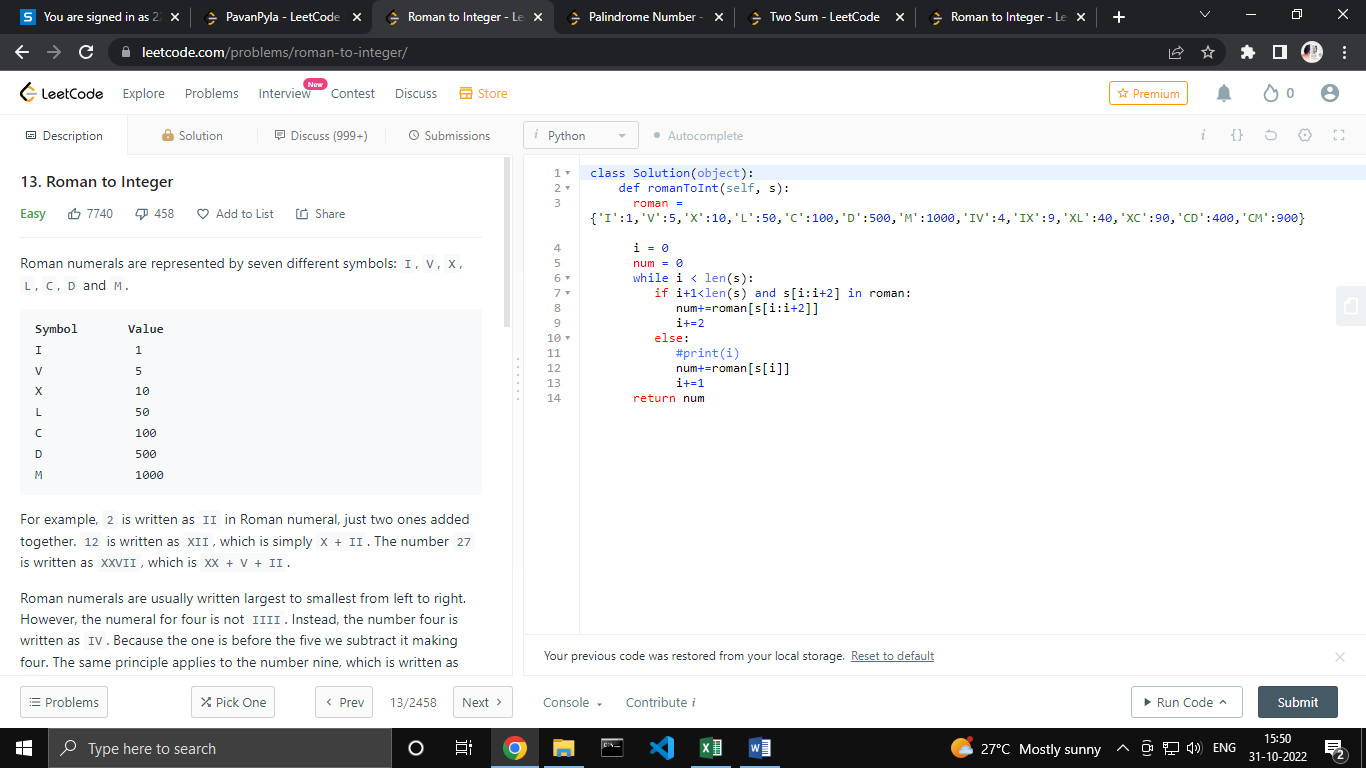 You are signed in as 2
PavanPyla - LeetCode
Roman to Integer - Le
Palindrome Number -
Two Sum - LeetCode
Roman to Integer - Le
leetcode.com/problems/roman-to-integer/
LeetCode Explore Problems Interview New Contest Discuss Store Premium 0
Description Solution Discuss (999+) Submissions
i Python Autocomplete i {}
13. Roman to Integer
Easy 7740 458 Add to List Share
Roman numerals are represented by seven different symbols: I, V, X,
L, C, D and M.
Symbol Value
I 1
V 5
X 10
L 50
C 100
D 500
M 1000
For example, 2 is written as II in Roman numeral, just two ones added
together. 12 is written as XII, which is simply X + II. The number 27
is written as XXVII, which is XX + V + II.
Roman numerals are usually written largest to smallest from left to right.
However, the numeral for four is not IIII. Instead, the number four is
written as IV. Because the one is before the five we subtract it making
four. The same principle applies to the number nine, which is written as
1 class Solution(object):
2 def romanToInt(self, s):
3 roman =
{'I':1,'V':5,'X':10,'L':50,'C':100,'D':500,'M':1000,'IV':4,'IX':9,'XL':40,'XC':90,'CD':400,'CM':900}
4 i = 0
5 num = 0
6 while i < len(s):
7 if i+1<len(s) and s[i:i+2] in roman:
8 num+=roman[s[i:i+2]]
9 i+=2
10 else:
11 #print(i)
12 num+=roman[s[i]]
13 i+=1
14 return num
Your previous code was restored from your local storage. Reset to default
Problems Pick One Prev 13/2458 Next Console Contribute i Run Code Submit
Type here to search
27°C Mostly sunny
ENG
15:50
31-10-2022
2